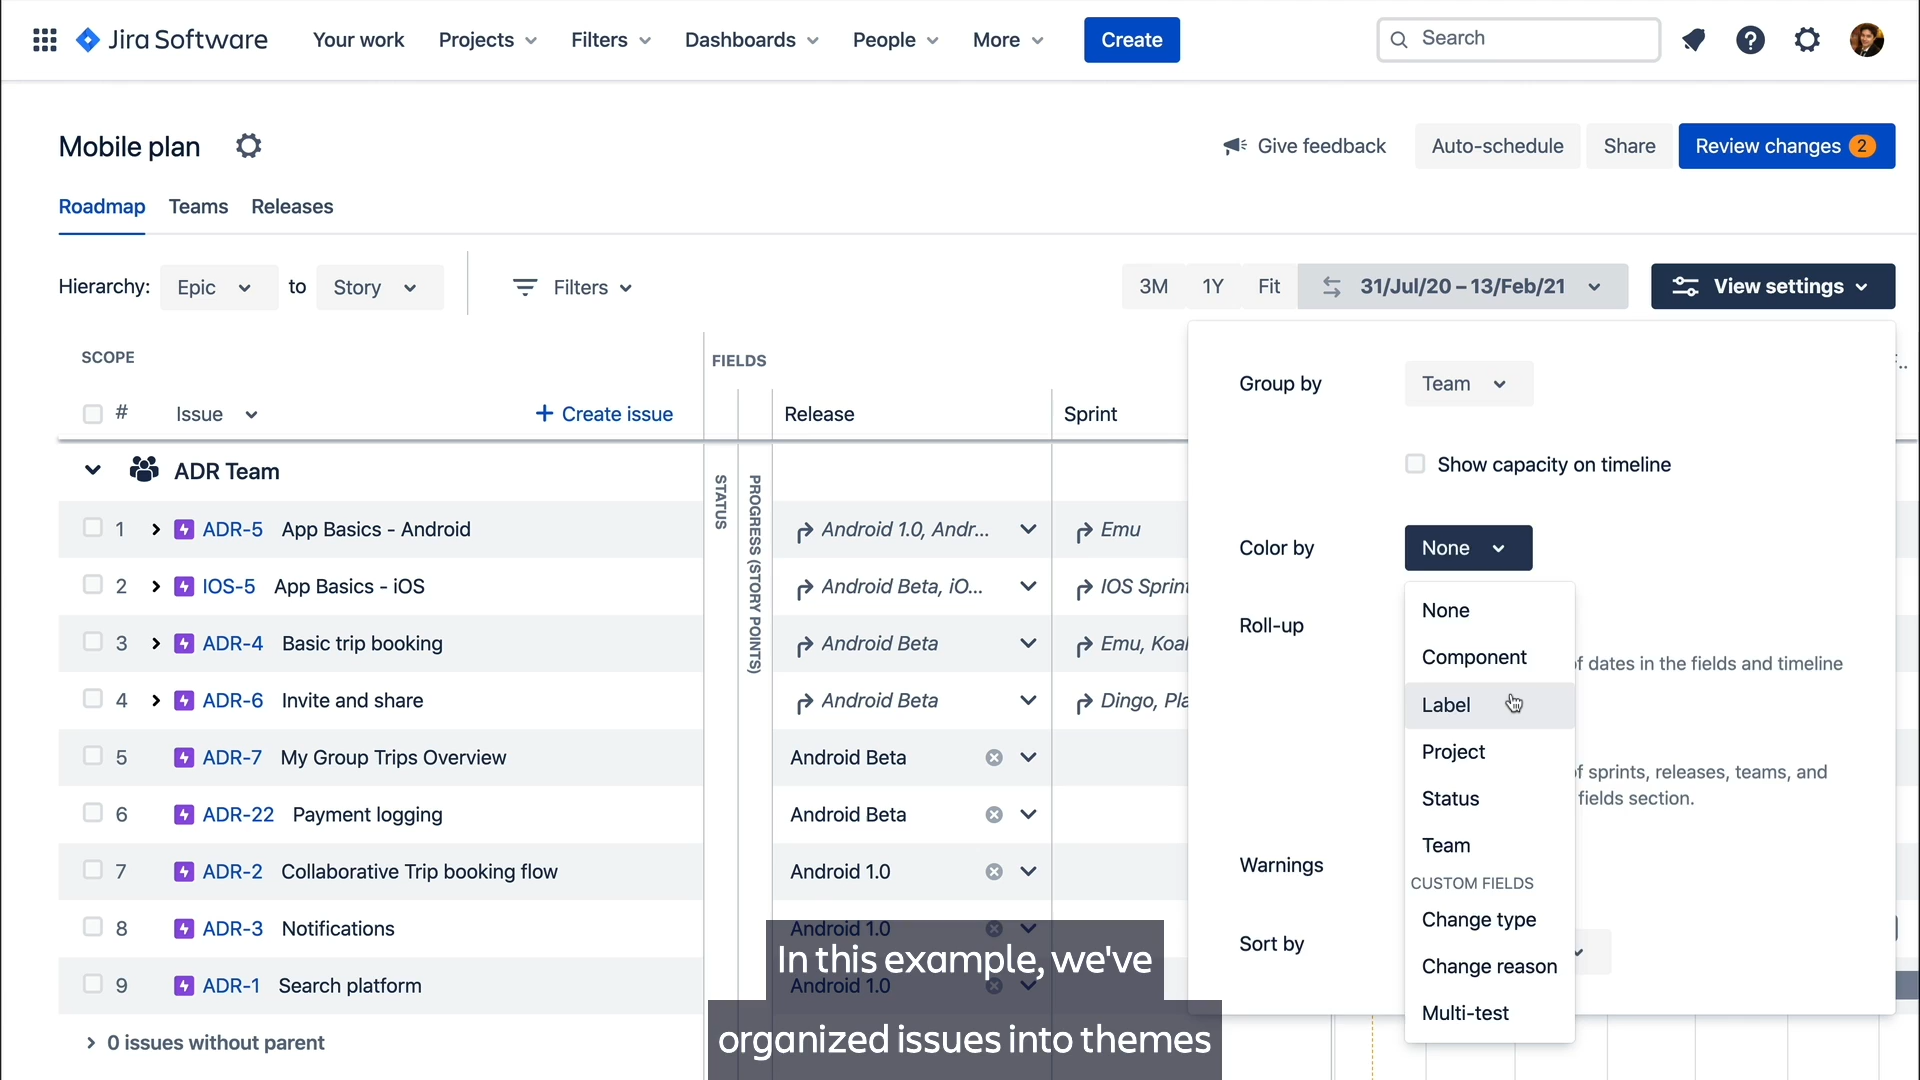 Jira Software
Your work
Projects
Filters
Dashboards
People
More
Create
Search
Mobile plan
Give feedback
Auto-schedule
Share
Review changes 2
Roadmap
Teams
Releases
Hierarchy:
Epic
to
Story
Filters
3M
1Y
Fit
31/Jul/20 – 13/Feb/21
View settings
SCOPE
FIELDS
#
Issue
+ Create issue
Release
Sprint
STATUS
PROGRESS (STORY POINTS)
ADR Team
1 ADR-5 App Basics - Android Android 1.0, Andr... Emu
2 IOS-5 App Basics - iOS Android Beta, iO... IOS Sprint
3 ADR-4 Basic trip booking Android Beta Emu, Koal
4 ADR-6 Invite and share Android Beta Dingo, Pla
5 ADR-7 My Group Trips Overview Android Beta
6 ADR-22 Payment logging Android Beta
7 ADR-2 Collaborative Trip booking flow Android 1.0
8 ADR-3 Notifications Android 1.0
9 ADR-1 Search platform Android 1.0
0 issues without parent
Group by
Team
Show capacity on timeline
Color by
None
Roll-up
of dates in the fields and timeline
of sprints, releases, teams, and
fields section.
Warnings
Sort by
None
Component
Label
Project
Status
Team
CUSTOM FIELDS
Change type
Change reason
Multi-test
In this example, we've
organized issues into themes